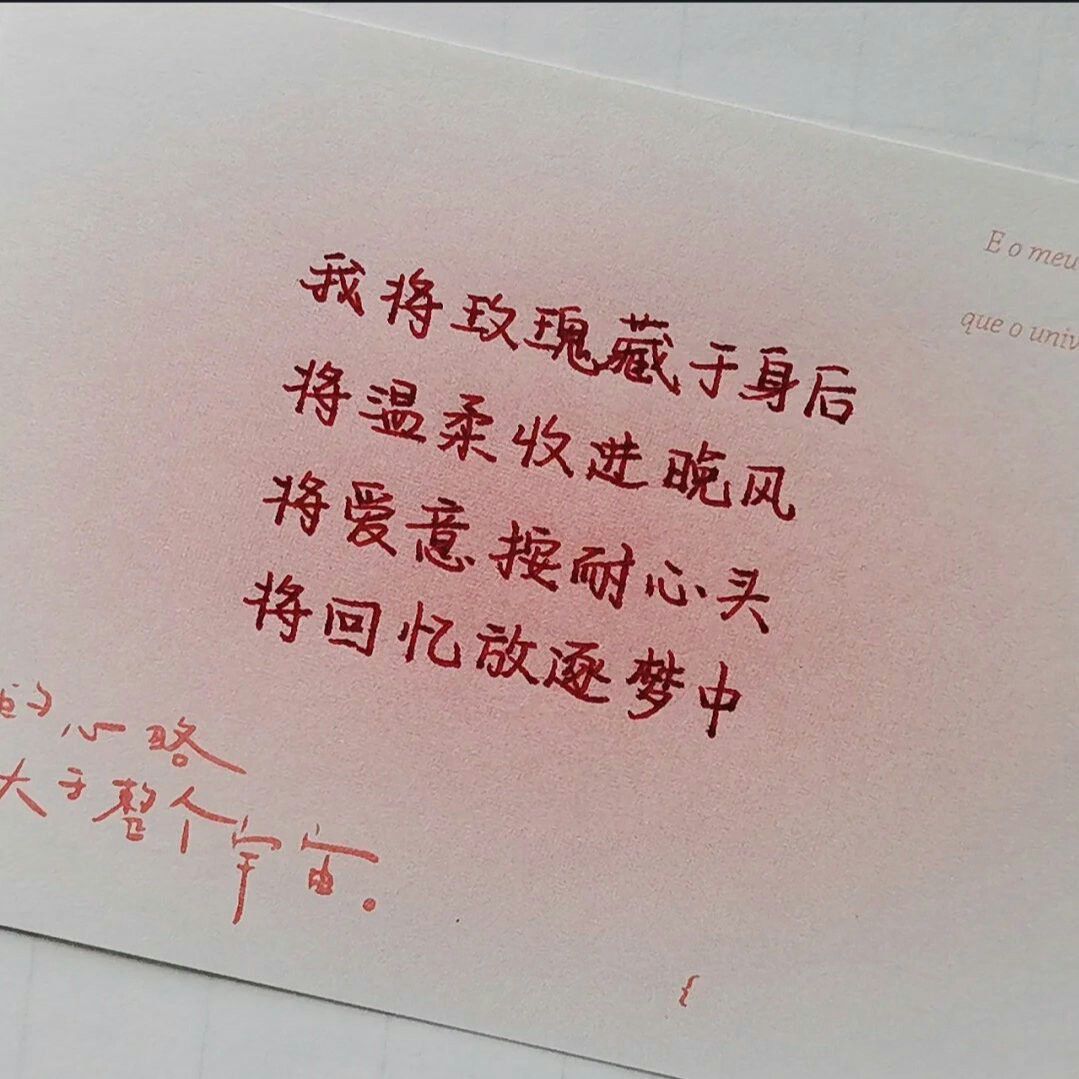 E o meu
que o univ
我将玫瑰藏于身后
将温柔收进晚风
将爱意按耐心头
将回忆放逐梦中
的心略
大于整个宇宙。
{